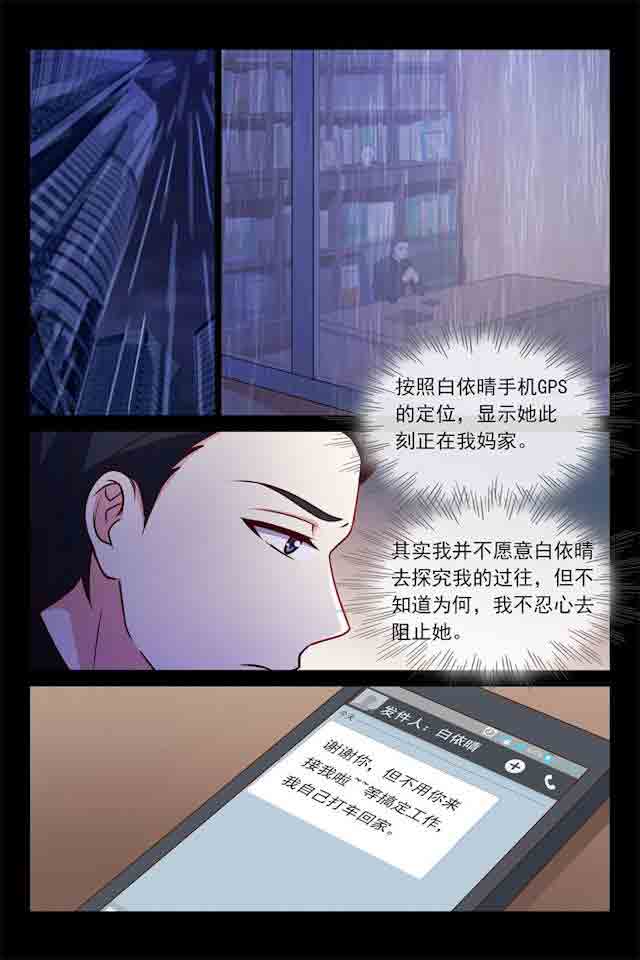 按照白依晴手机GPS
的定位，显示她此
刻正在我妈家。
其实我并不愿意白依晴
去探究我的过往，但不
知道为何，我不忍心去
阻止她。
发件人：白依晴
今天
谢谢你，但不用你来
接我啦~~等搞定工作，
我自己打车回家。